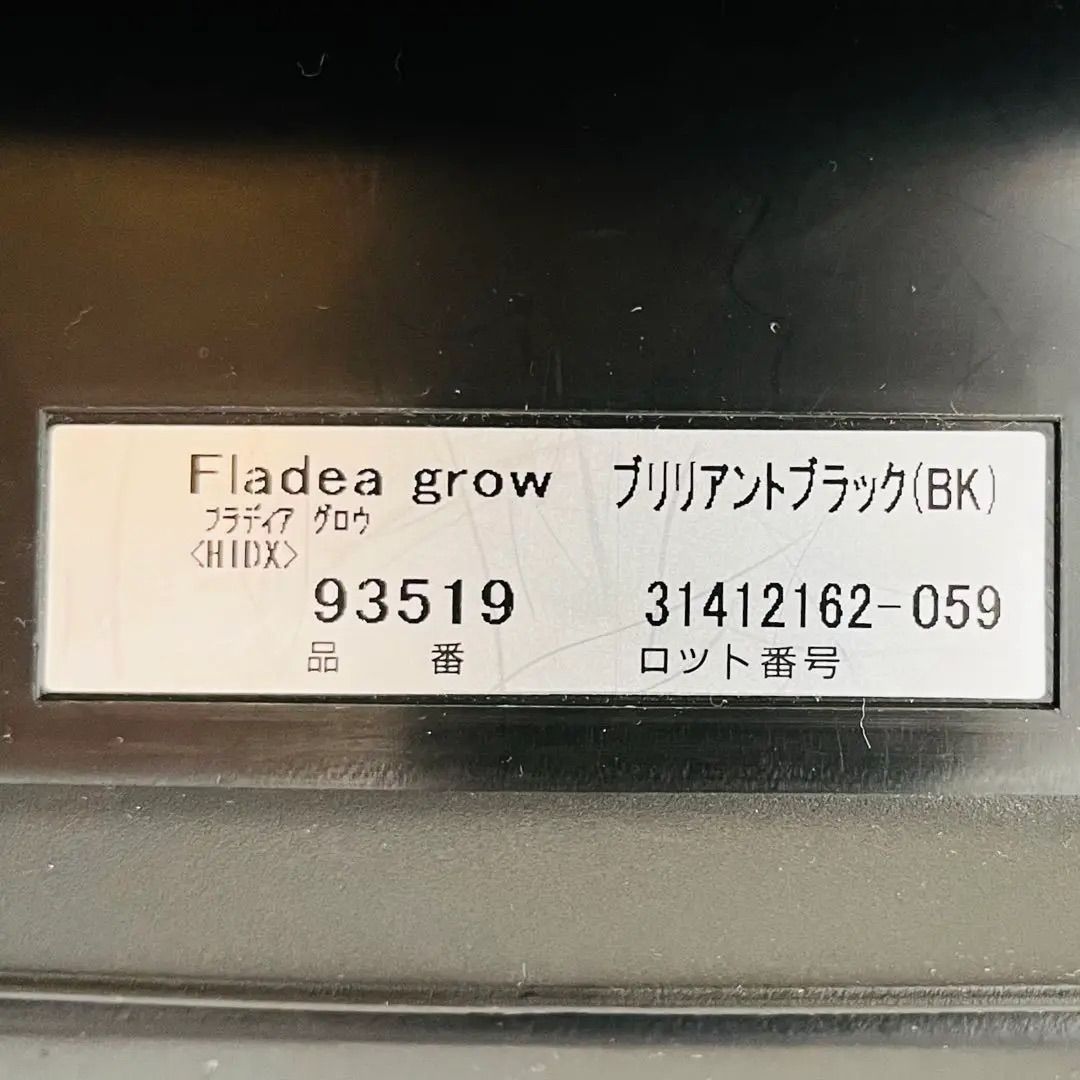 Fladea grow ブリリアントブラック(BK)
フラディア グロウ
<HIDX>
93519 31412162-059
品番 ロット番号